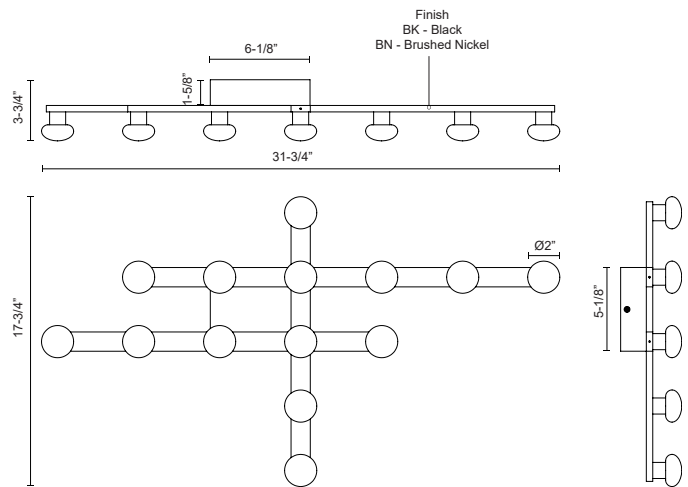 Finish
BK - Black
BN - Brushed Nickel
6-1/8”
1-5/8”
3-3/4”
31-3/4”
Ø2”
17-3/4”
5-1/8”